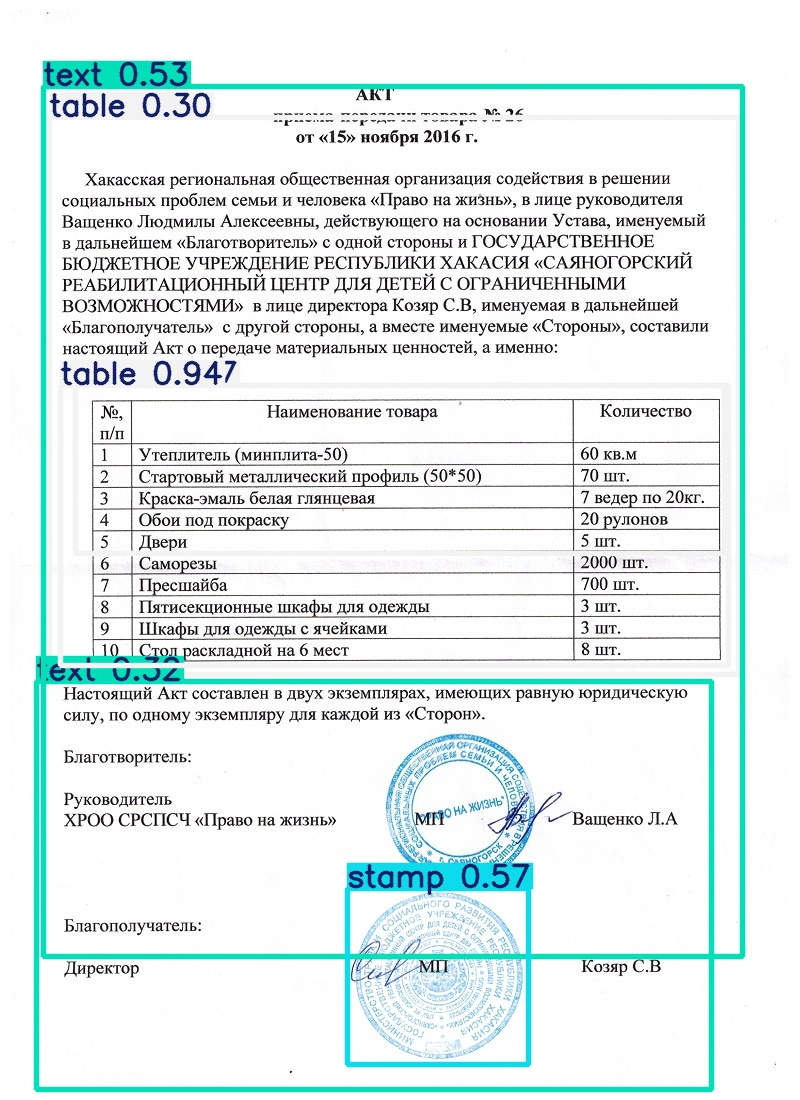 text 0.53
table 0.30
АКТ
приема-передачи товара № 26
от «15» ноября 2016 г.
Хакасская региональная общественная организация содействия в решении
социальных проблем семьи и человека «Право на жизнь», в лице руководителя
Ващенко Людмилы Алексеевны, действующего на основании Устава, именуемый
в дальнейшем «Благотворитель» с одной стороны и ГОСУДАРСТВЕННОЕ
БЮДЖЕТНОЕ УЧРЕЖДЕНИЕ РЕСПУБЛИКИ ХАКАСИЯ «САЯНОГОРСКИЙ
РЕАБИЛИТАЦИОННЫЙ ЦЕНТР ДЛЯ ДЕТЕЙ С ОГРАНИЧЕННЫМИ
ВОЗМОЖНОСТЯМИ» в лице директора Козяр С.В, именуемая в дальнейшей
«Благополучатель» с другой стороны, а вместе именуемые «Стороны», составили
настоящий Акт о передаче материальных ценностей, а именно:
table 0.947
№, п/п Наименование товара Количество
1 Утеплитель (минплита-50) 60 кв.м
2 Стартовый металлический профиль (50*50) 70 шт.
3 Краска-эмаль белая глянцевая 7 ведер по 20кг.
4 Обои под покраску 20 рулонов
5 Двери 5 шт.
6 Саморезы 2000 шт.
7 Пресшайба 700 шт.
8 Пятисекционные шкафы для одежды 3 шт.
9 Шкафы для одежды с ячейками 3 шт.
10 Стол раскладной на 6 мест 8 шт.
text 0.32
Настоящий Акт составлен в двух экземплярах, имеющих равную юридическую
силу, по одному экземпляру для каждой из «Сторон».
Благотворитель:
Руководитель
ХРОО СРСПСЧ «Право на жизнь» МП Ващенко Л.А
"ПРАВО НА ЖИЗНЬ"
г. САЯНОГОРСК
stamp 0.57
Благополучатель:
Директор МП Козяр С.В